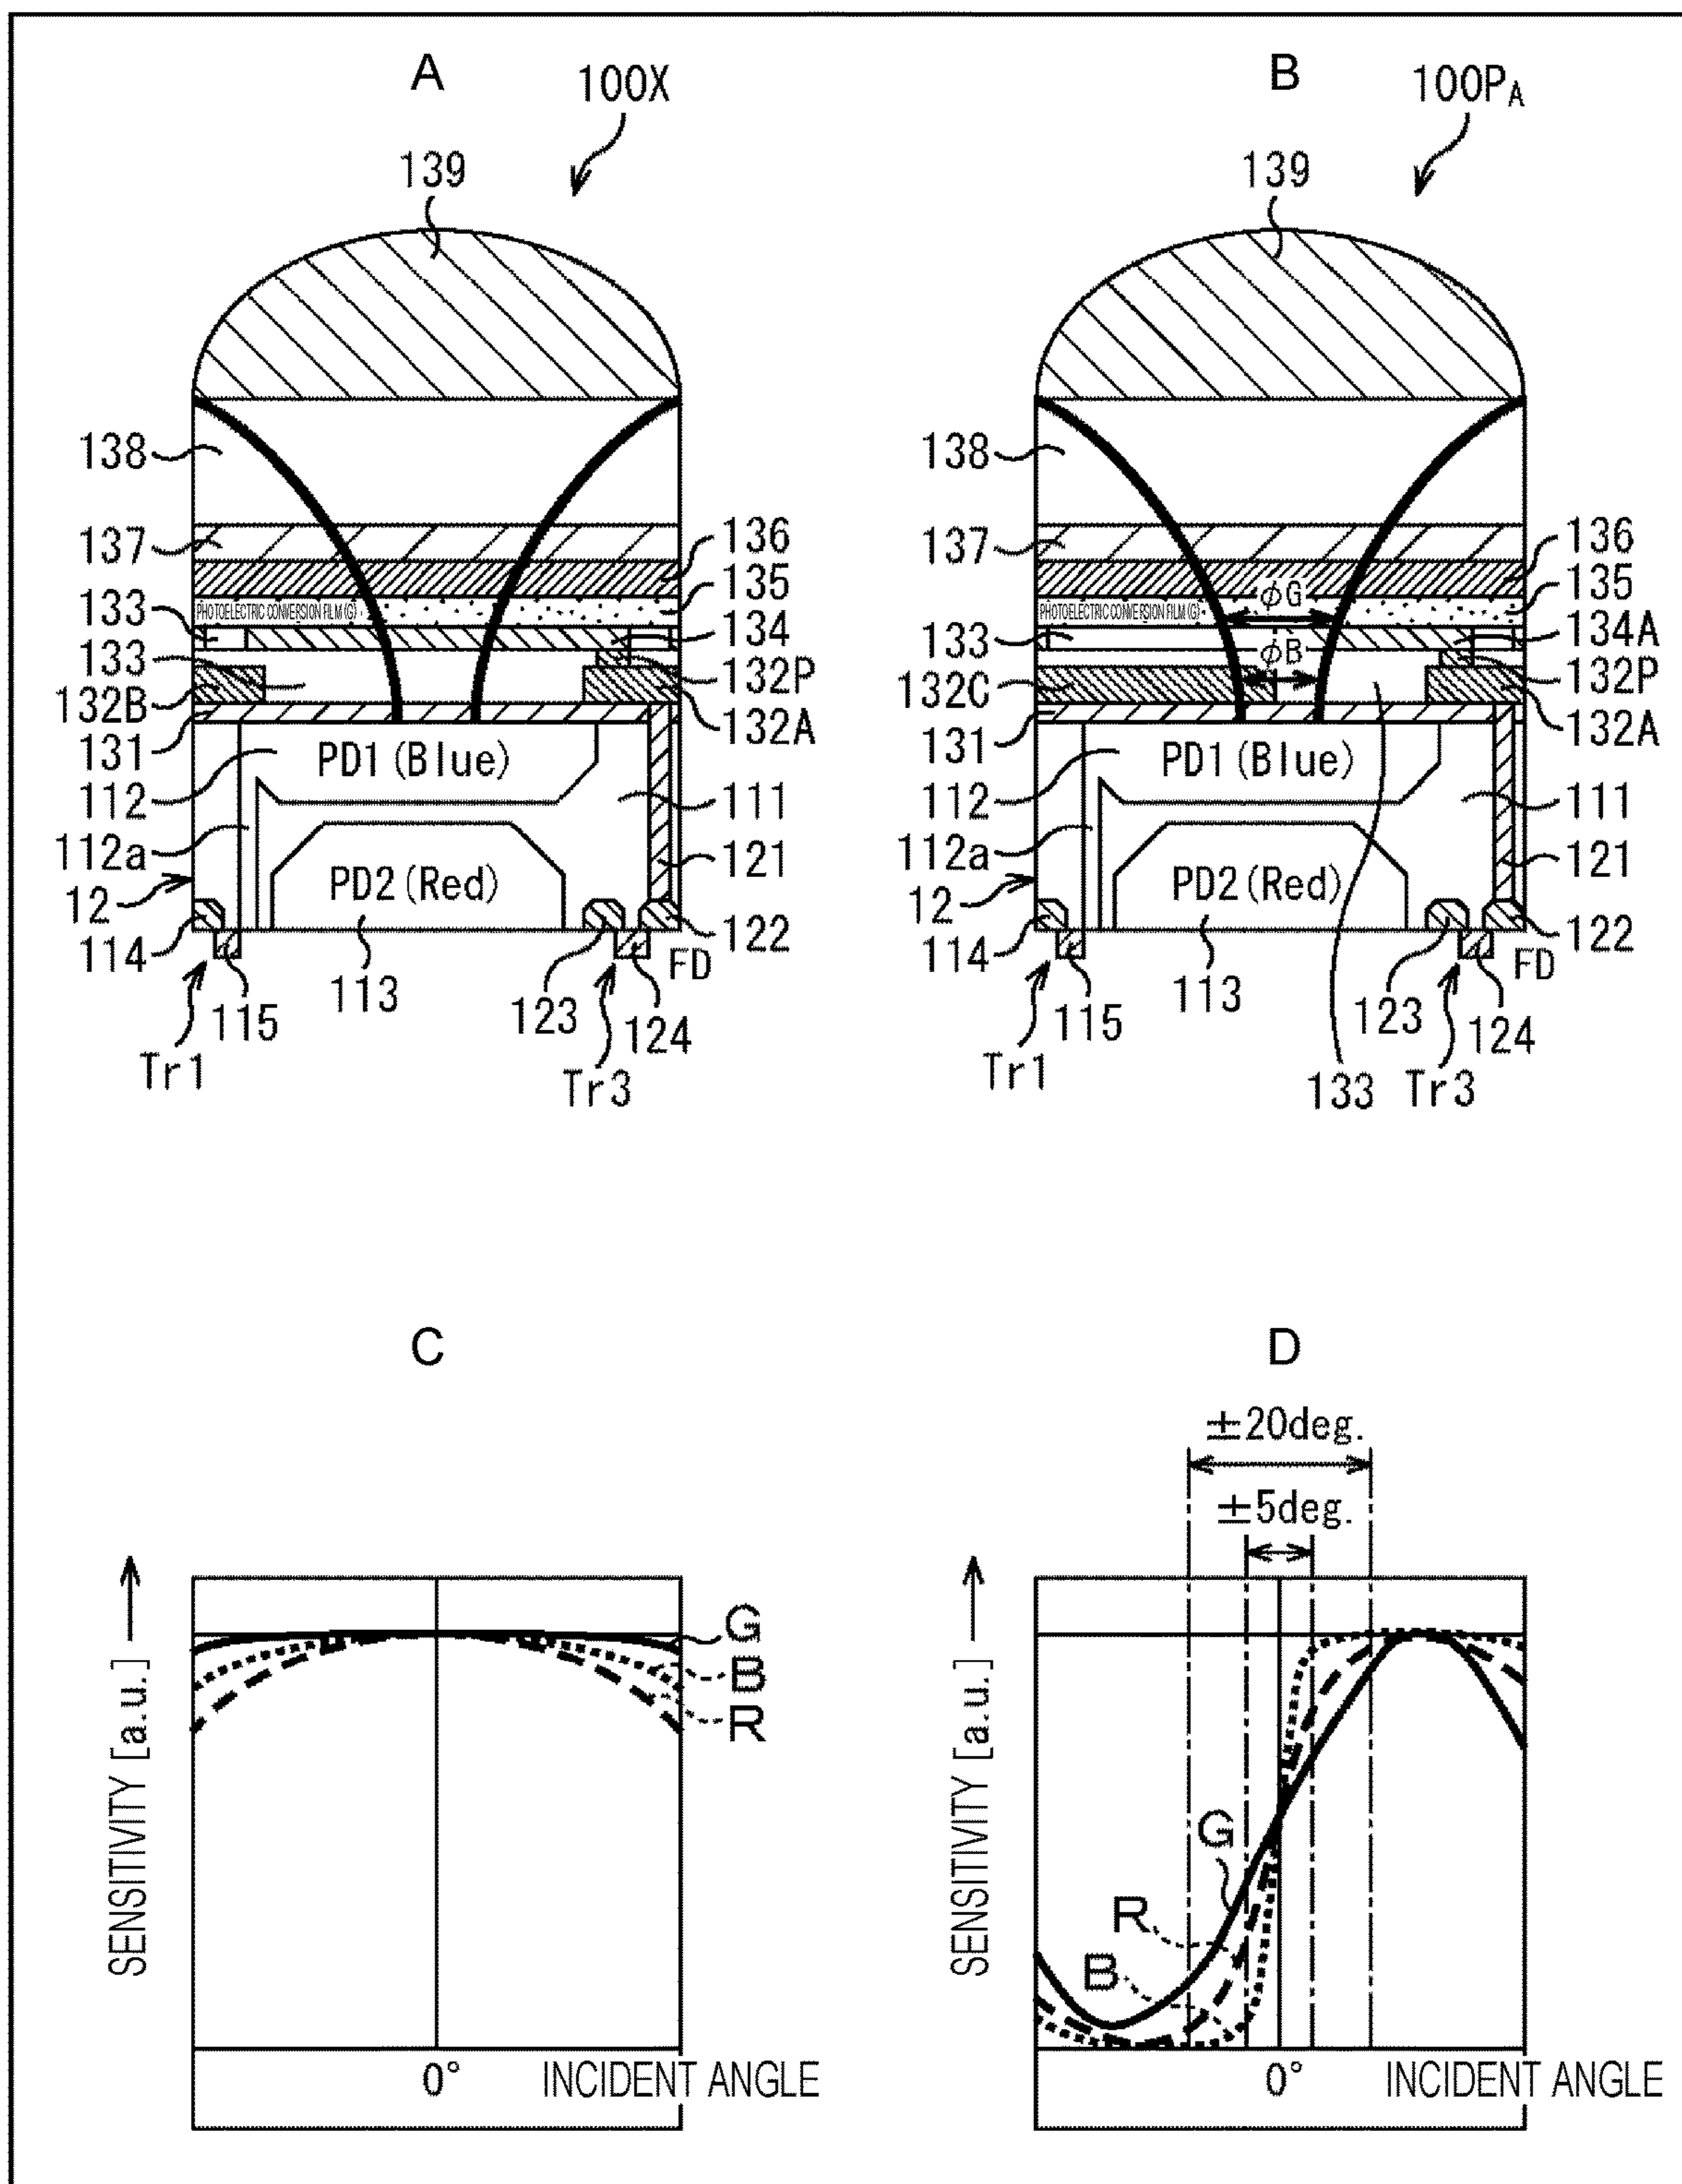 A
100X
139
138
137
136
135
133
PHOTOELECTRIC CONVERSION FILM(G)
134
133
132P
132B
132A
131
PD1(Blue)
112
111
112a
121
PD2(Red)
12
114
122
FD
115
113
123
124
Tr1
Tr3
B
100PA
139
138
137
136
135
φG
PHOTOELECTRIC CONVERSION FILM(G)
133
134A
φB
132P
132C
132A
131
PD1(Blue)
112
111
112a
121
PD2(Red)
12
114
122
FD
115
113
123
124
Tr1
133
Tr3
C
SENSITIVITY [a.u.]
G
B
R
0°
INCIDENT ANGLE
D
±20deg.
±5deg.
SENSITIVITY [a.u.]
G
R
B
0°
INCIDENT ANGLE